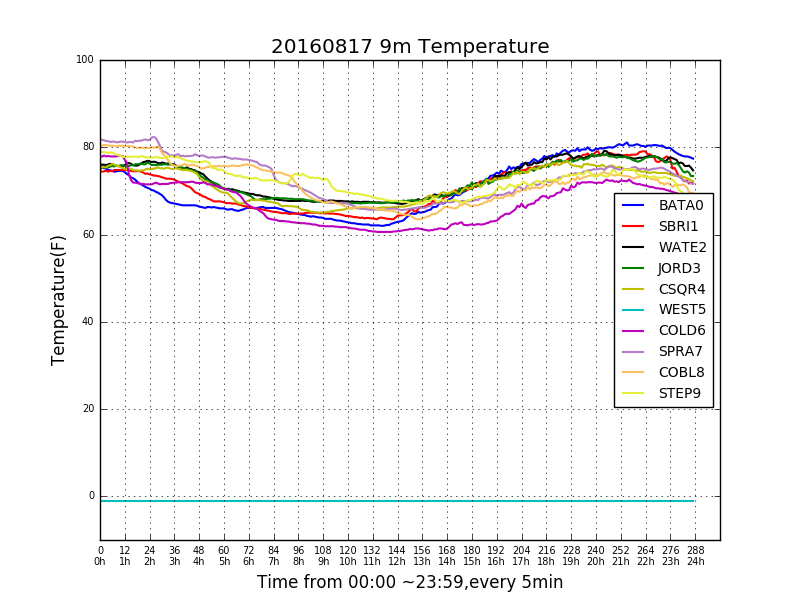 20160817 9m Temperature
100
80
60
40
20
0
Temperature(F)
BATA0
SBRI1
WATE2
JORD3
CSQR4
WEST5
COLD6
SPRA7
COBL8
STEP9
0 12 24 36 48 60 72 84 96 108 120 132 144 156 168 180 192 204 216 228 240 252 264 276 288
0h 1h 2h 3h 4h 5h 6h 7h 8h 9h 10h 11h 12h 13h 14h 15h 16h 17h 18h 19h 20h 21h 22h 23h 24h
Time from 00:00 ~23:59,every 5min